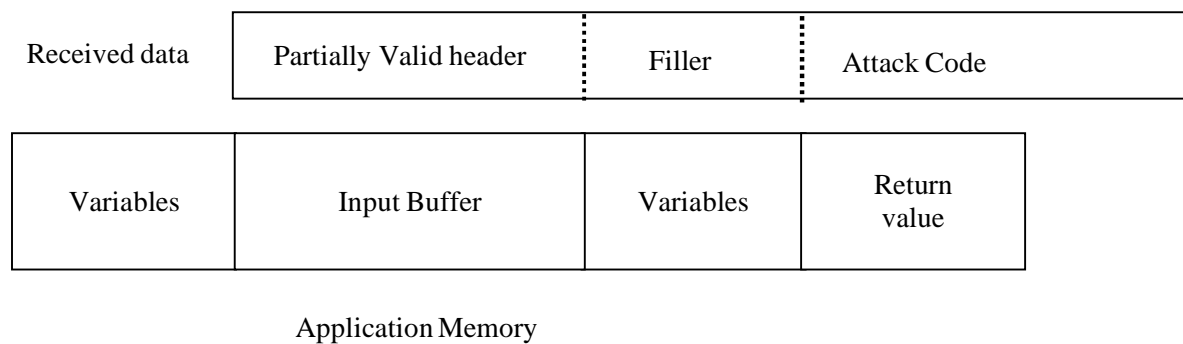 Received data
Partially Valid header
Filler
Attack Code
Variables
Input Buffer
Variables
Return
value
Application Memory